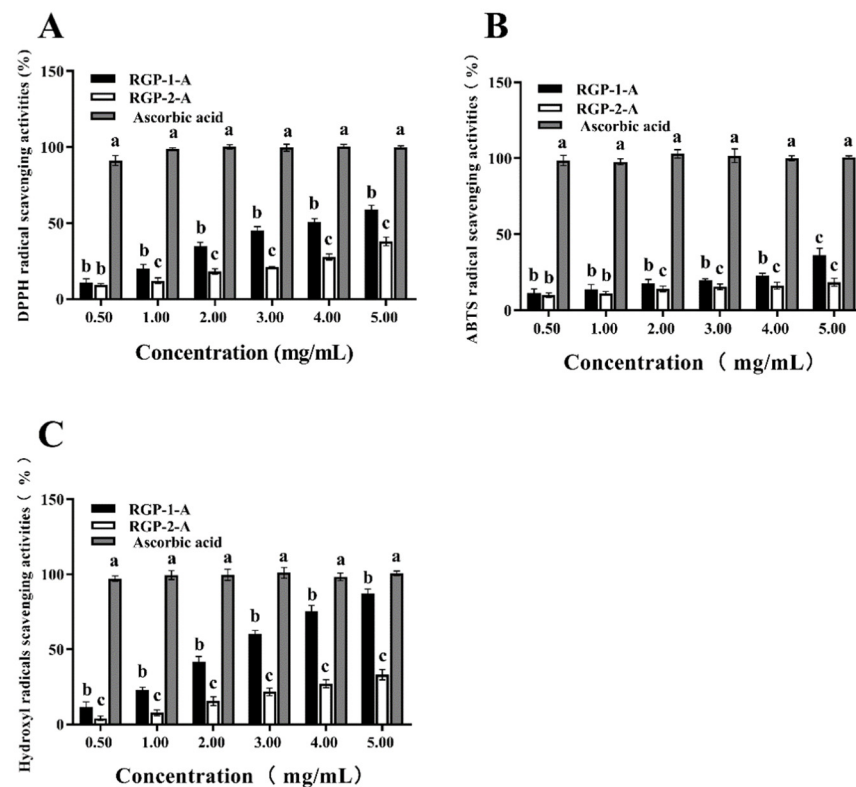 A
DPPH radical scavenging activities (%)
150
100
50
0
RGP-1-A
RGP-2-A
Ascorbic acid
a a a a a a
b b b c b c b c b c b c
0.50 1.00 2.00 3.00 4.00 5.00
Concentration (mg/mL)
B
ABTS radical scavenging activities （ %）
150
100
50
0
RGP-1-A
RGP-2-A
Ascorbic acid
a a a a a a
b b b b b c b c b c c c
0.50 1.00 2.00 3.00 4.00 5.00
Concentration （ mg/mL）
C
Hydroxyl radicals scavenging activities （ %）
150
100
50
0
RGP-1-A
RGP-2-A
Ascorbic acid
a a a a a a
b c b c b c b c b c b c
0.50 1.00 2.00 3.00 4.00 5.00
Concentration （ mg/mL）